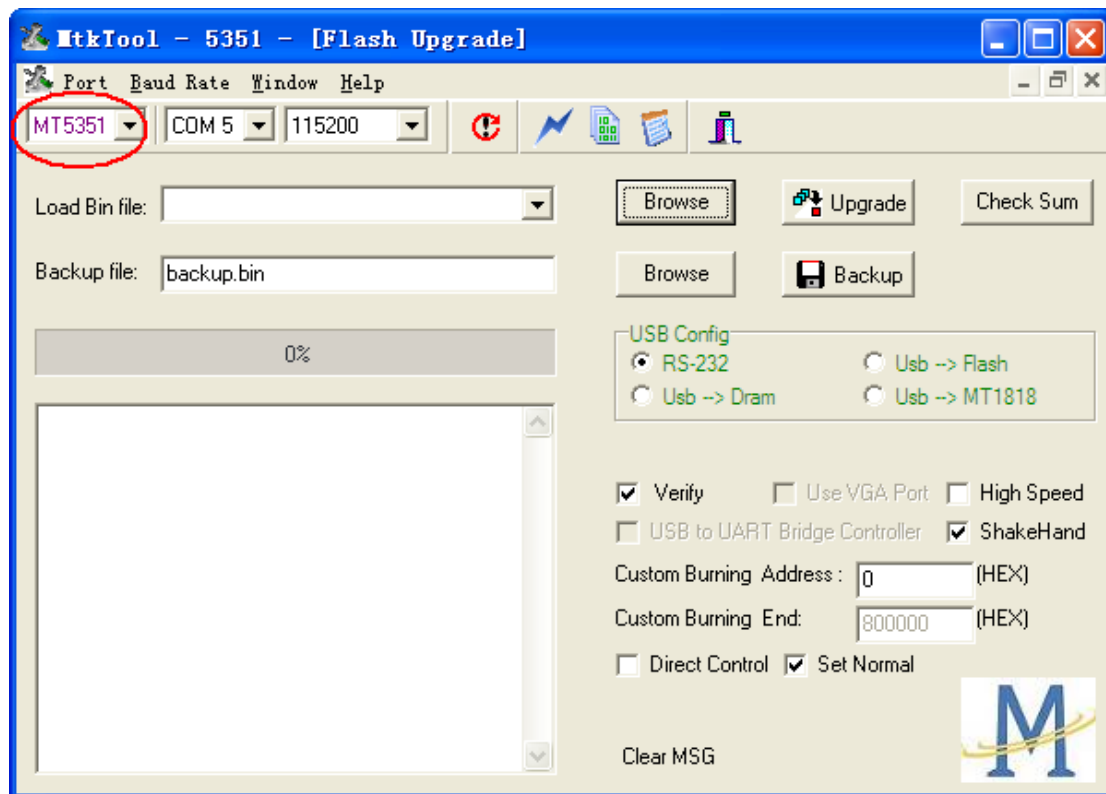 MtkTool - 5351 - [Flash Upgrade]
Port Baud Rate Window Help
MT5351 COM 5 115200
Load Bin file: Browse Upgrade Check Sum
Backup file: backup.bin Browse Backup
0%
USB Config
RS-232 Usb --> Flash
Usb --> Dram Usb --> MT1818
Verify Use VGA Port High Speed
USB to UART Bridge Controller ShakeHand
Custom Burning Address : 0 (HEX)
Custom Burning End: 800000 (HEX)
Direct Control Set Normal
Clear MSG
M